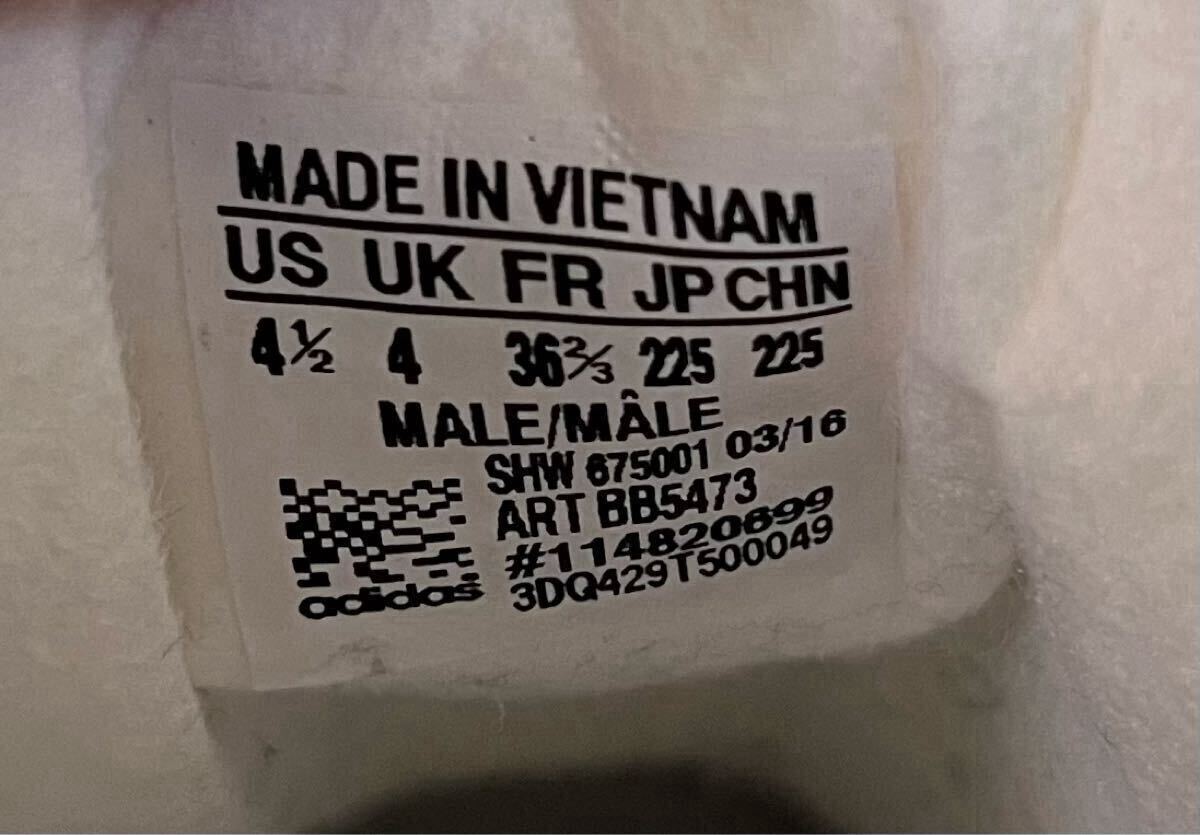 MADE IN VIETNAM
US UK FR JP CHN
4½ 4 36⅔ 225 225
MALE/MÂLE
SHW 675001 03/16
ART BB5473
#114820699
adidas 3DQ429T500049